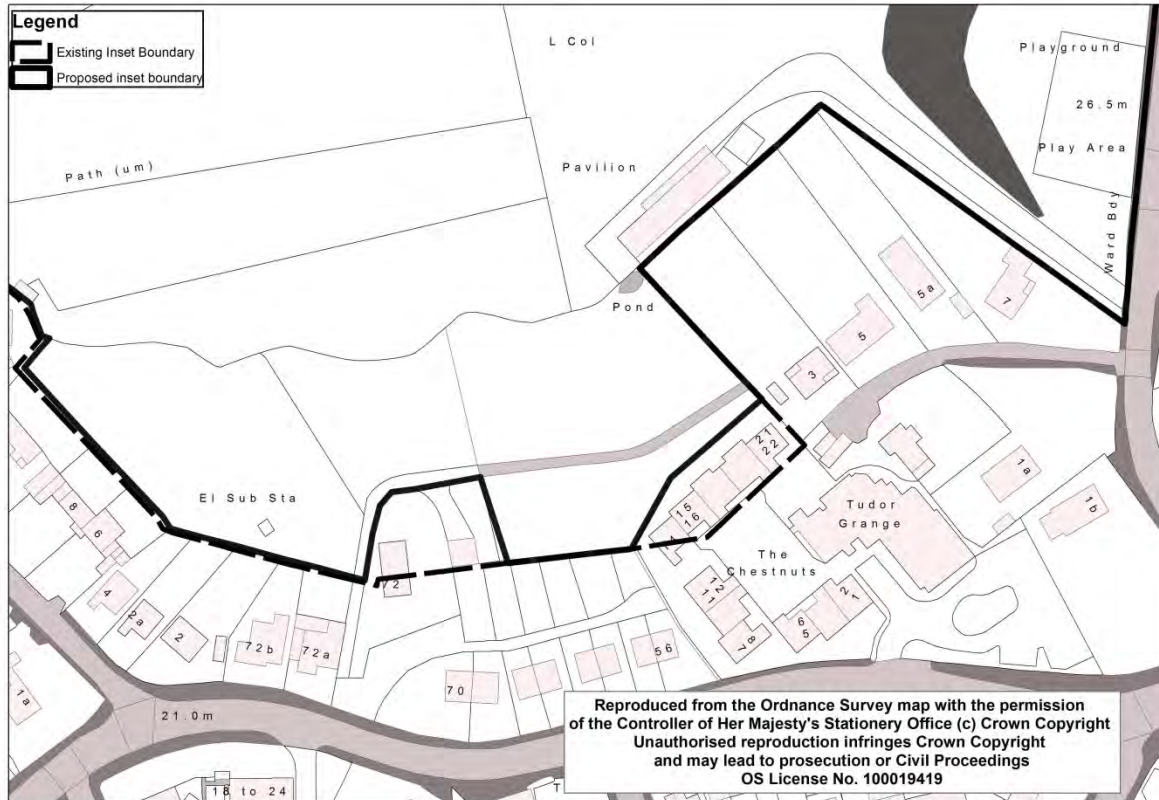 Legend
Existing Inset Boundary
Proposed inset boundary
L Col
Playground
26.5m
Play Area
Path (um)
Pavilion
Ward Bdy
Pond
5a
7
5
3
21
22
El Sub Sta
15
16
1a
1b
8
6
Tudor
Grange
The
Chestnuts
72
12
11
21
6
5
8
7
4
2a
2
72b
72a
56
70
1a
21.0m
18 to 24
T
Reproduced from the Ordnance Survey map with the permission
of the Controller of Her Majesty's Stationery Office (c) Crown Copyright
Unauthorised reproduction infringes Crown Copyright
and may lead to prosecution or Civil Proceedings
OS License No. 100019419